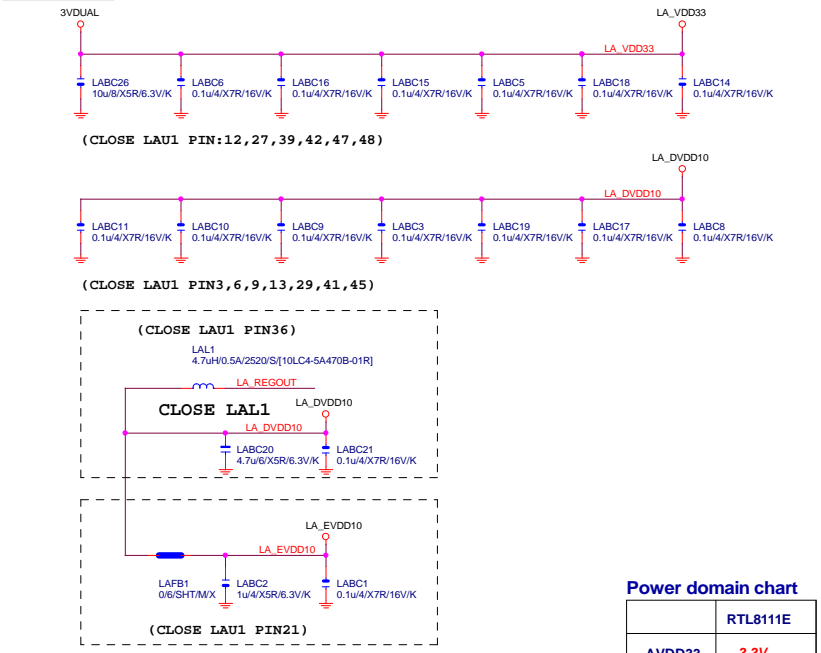 3VDUAL
LA_VDD33
LA_VDD33
LABC26
10u/8/X5R/6.3V/K
LABC6
0.1u/4/X7R/16V/K
LABC16
0.1u/4/X7R/16V/K
LABC15
0.1u/4/X7R/16V/K
LABC5
0.1u/4/X7R/16V/K
LABC18
0.1u/4/X7R/16V/K
LABC14
0.1u/4/X7R/16V/K
(CLOSE LAU1 PIN:12,27,39,42,47,48)
LA_DVDD10
LA_DVDD10
LABC11
0.1u/4/X7R/16V/K
LABC10
0.1u/4/X7R/16V/K
LABC9
0.1u/4/X7R/16V/K
LABC3
0.1u/4/X7R/16V/K
LABC19
0.1u/4/X7R/16V/K
LABC17
0.1u/4/X7R/16V/K
LABC8
0.1u/4/X7R/16V/K
(CLOSE LAU1 PIN3,6,9,13,29,41,45)
(CLOSE LAU1 PIN36)
LAL1
4.7uH/0.5A/2520/S/[10LC4-5A470B-01R]
LA_REGOUT
CLOSE LAL1
LA_DVDD10
LA_DVDD10
LABC20
4.7u/6/X5R/6.3V/K
LABC21
0.1u/4/X7R/16V/K
LA_EVDD10
LA_EVDD10
LAFB1
0/6/SHT/M/X
LABC2
1u/4/X5R/6.3V/K
LABC1
0.1u/4/X7R/16V/K
(CLOSE LAU1 PIN21)
Power domain chart
RTL8111E
AVDD33
3.3V